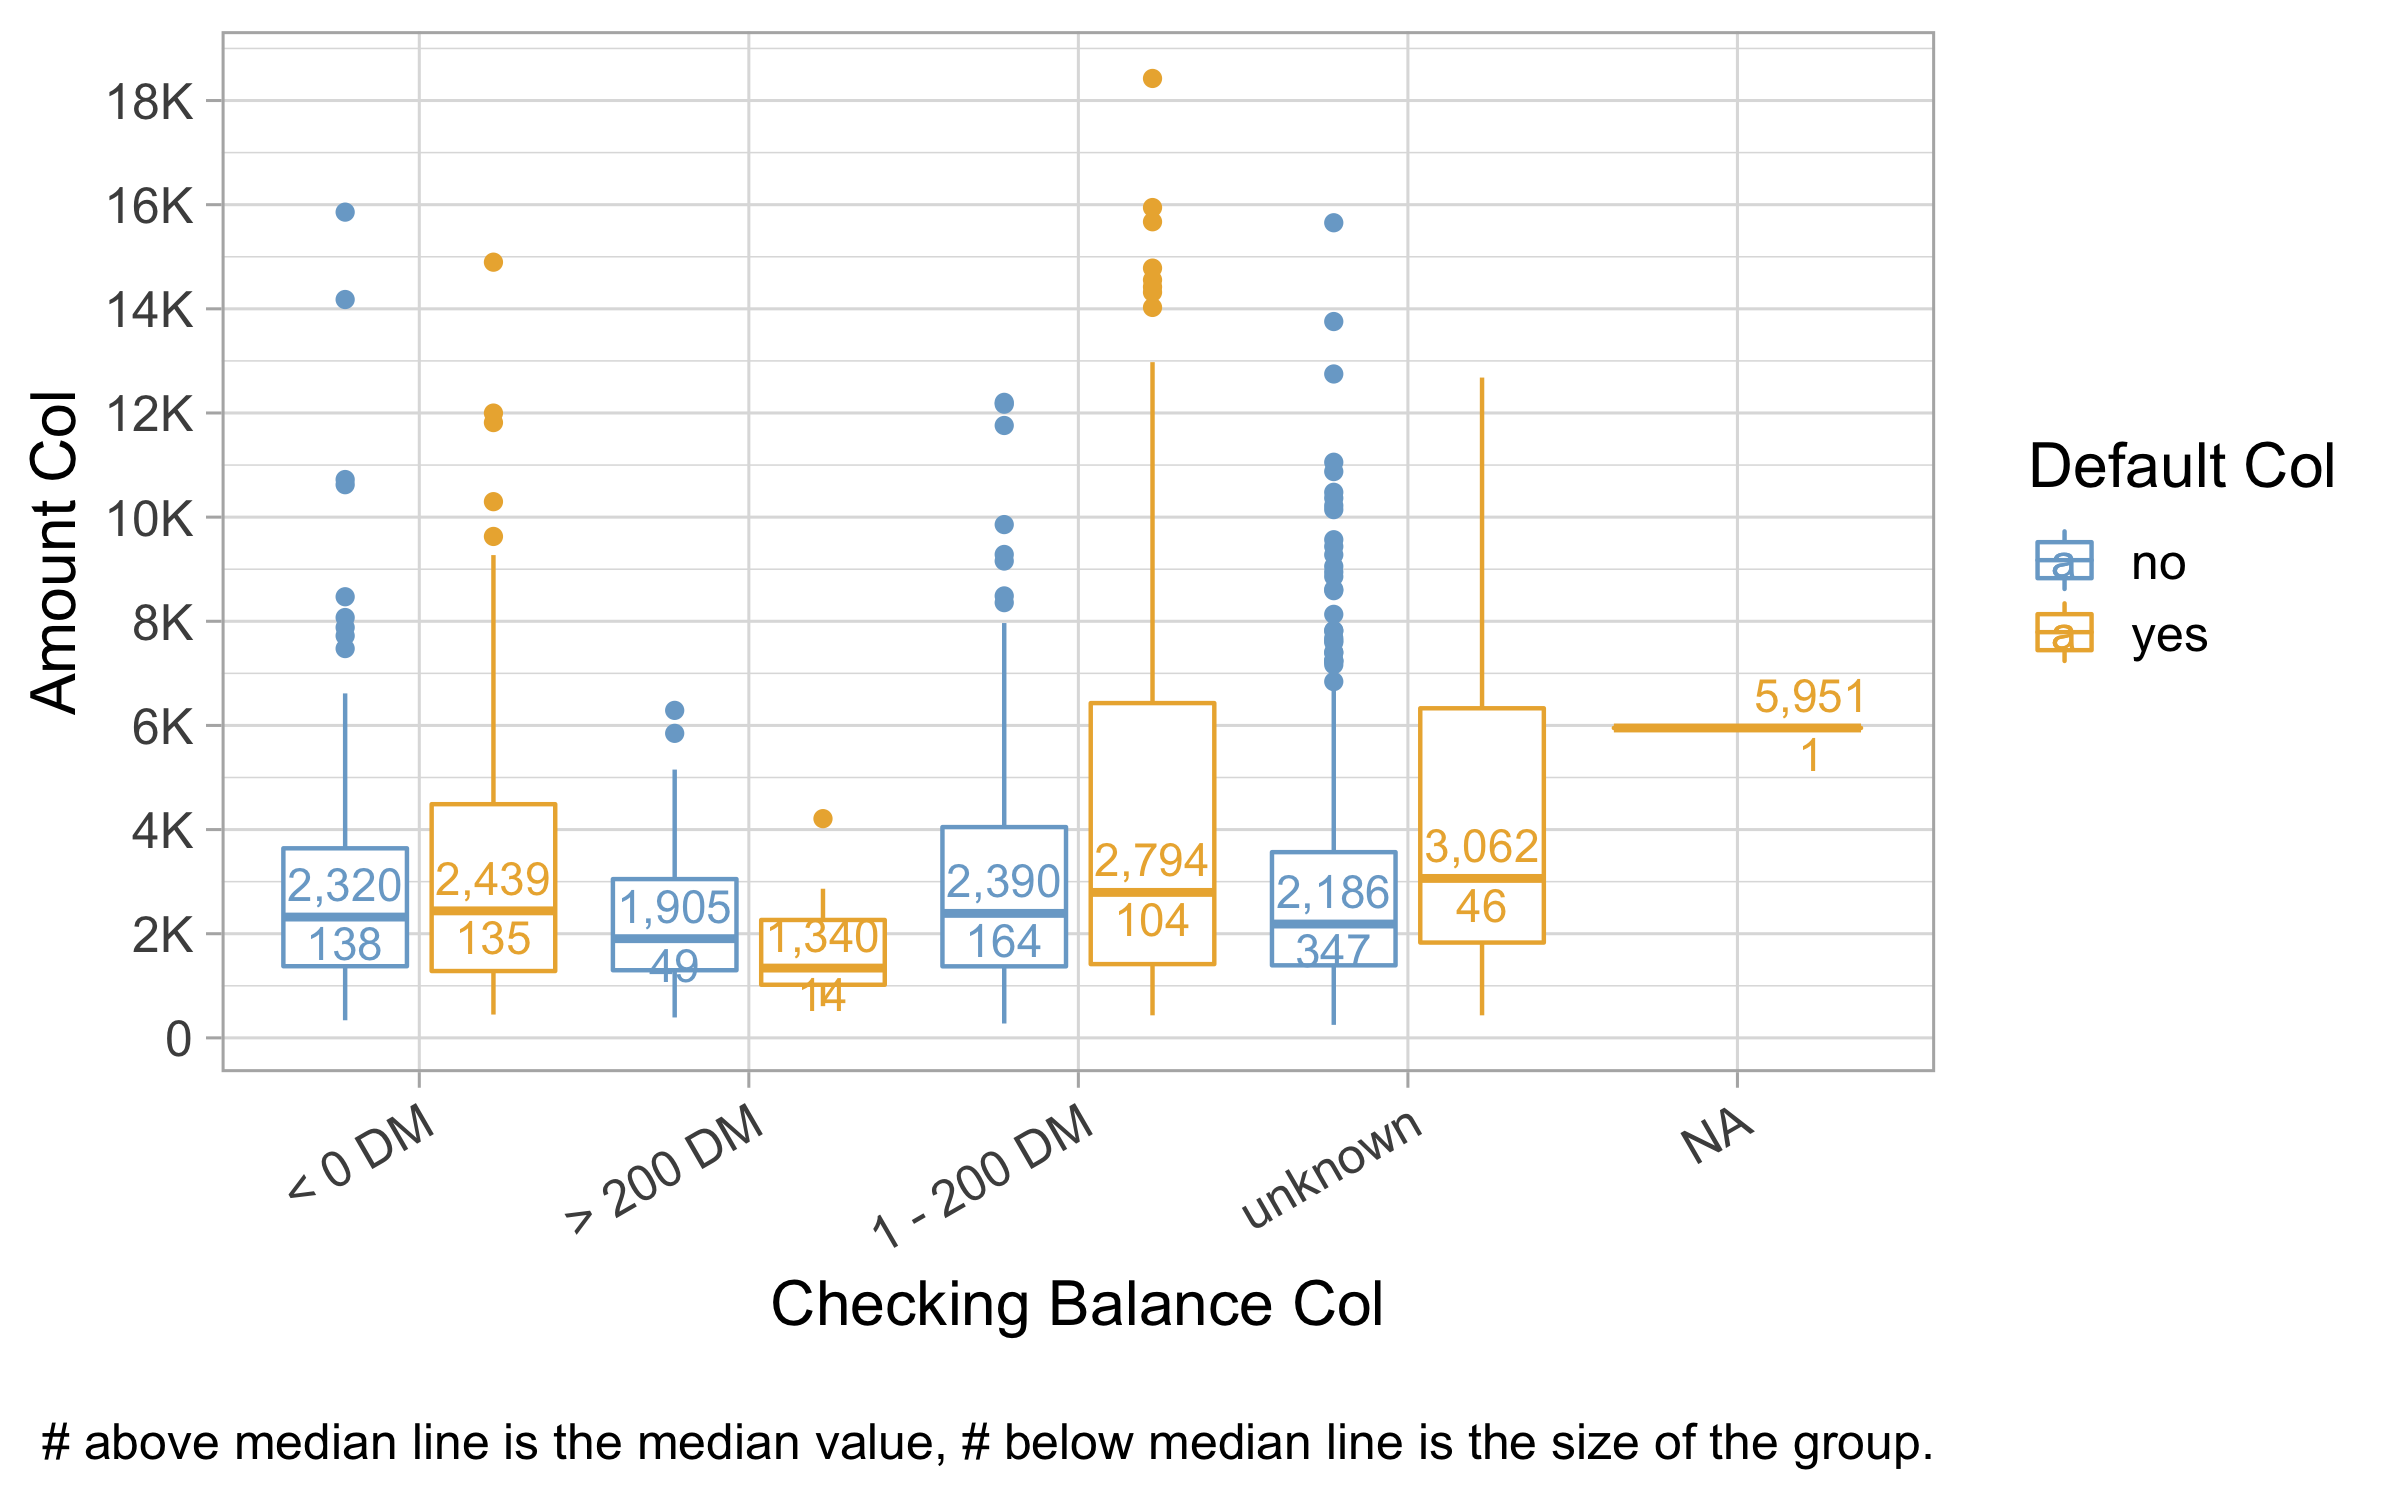 18K
16K
14K
12K
10K
8K
6K
4K
2K
0
Amount Col
2,320
138
2,439
135
1,905
49
1,340
14
2,390
164
2,794
104
2,186
347
3,062
46
5,951
1
< 0 DM
> 200 DM
1 - 200 DM
unknown
NA
Checking Balance Col
Default Col
a no
a yes
# above median line is the median value, # below median line is the size of the group.